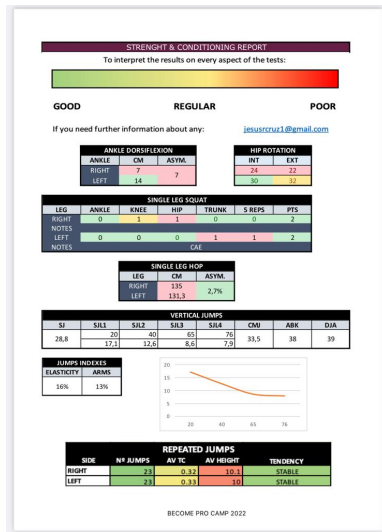 STRENGHT & CONDITIONING REPORT
To interpret the results on every aspect of the tests:
GOOD REGULAR POOR
If you need further information about any: jesusrcruz1@gmail.com
ANKLE DORSIFLEXION HIP ROTATION
ANKLE CM ASYM. INT EXT
RIGHT 7 7 24 22
LEFT 14 30 32
SINGLE LEG SQUAT
LEG ANKLE KNEE HIP TRUNK 5 REPS PTS
RIGHT 0 1 1 0 0 2
NOTES
LEFT 0 0 0 1 1 2
NOTES CAE
SINGLE LEG HOP
LEG CM ASYM.
RIGHT 135 2,7%
LEFT 131,3
VERTICAL JUMPS
SJ SJL1 SJL2 SJL3 SJL4 CMJ ABK DJA
28,8 20 40 65 76 33,5 38 39
17,1 12,6 8,6 7,9
JUMPS INDEXES
ELASTICITY ARMS
16% 13%
20
15
10
5
0
20 40 65 76
REPEATED JUMPS
SIDE Nº JUMPS AV TC AV HEIGHT TENDENCY
RIGHT 23 0.32 10.1 STABLE
LEFT 23 0.33 10 STABLE
BECOME PRO CAMP 2022